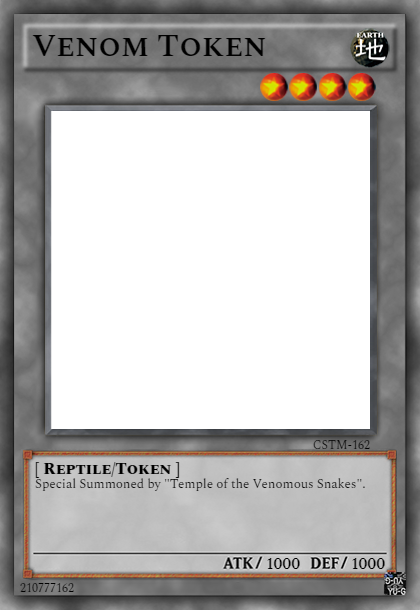 VENOM TOKEN
EARTH
地
CSTM-162
[ REPTILE/TOKEN ]
Special Summoned by "Temple of the Venomous Snakes".
ATK/ 1000 DEF/ 1000
210777162